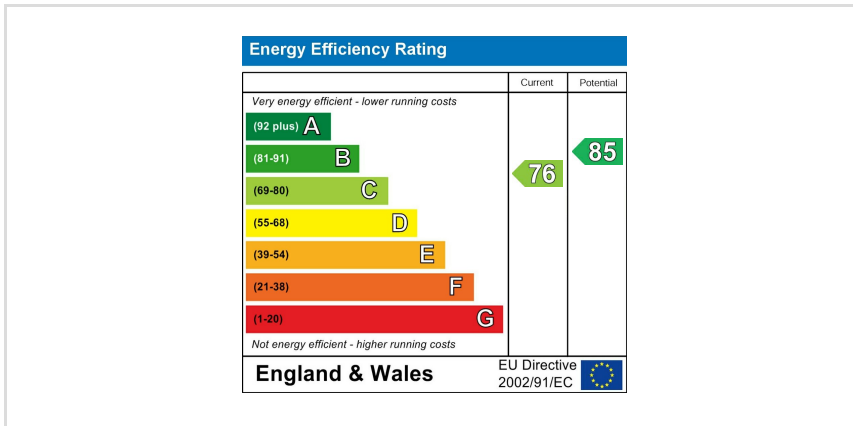 Energy Efficiency Rating
Current Potential
Very energy efficient - lower running costs
(92 plus) A
(81-91) B
85
(69-80) C
76
(55-68) D
(39-54) E
(21-38) F
(1-20) G
Not energy efficient - higher running costs
England & Wales
EU Directive
2002/91/EC